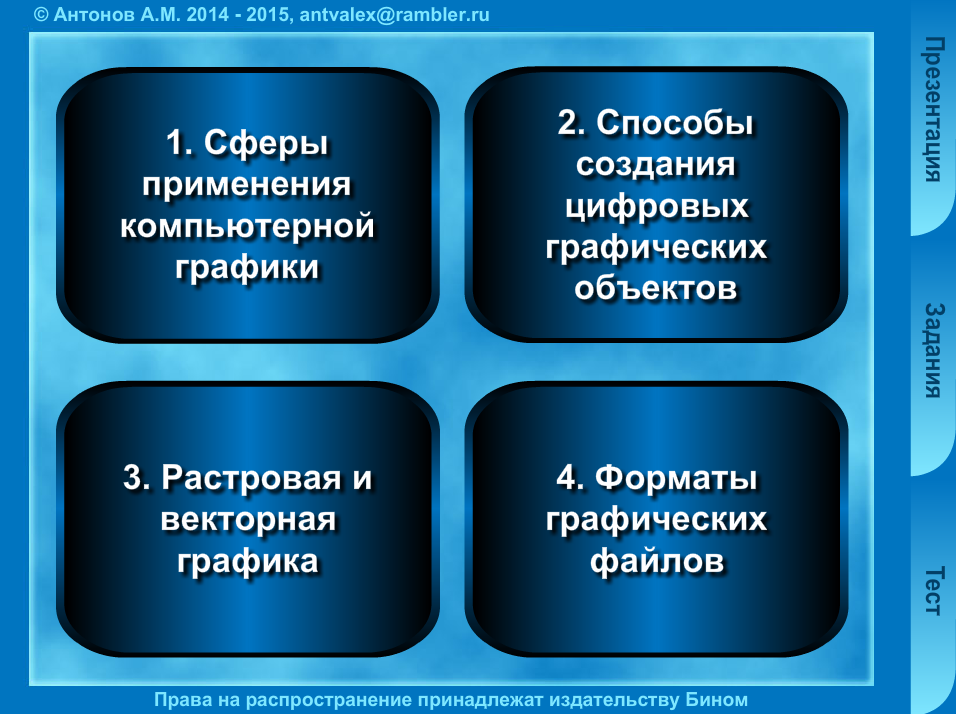 © Антонов А.М. 2014 - 2015, antvalex@rambler.ru
1. Сферы
применения
компьютерной
графики
2. Способы
создания
цифровых
графических
объектов
3. Растровая и
векторная
графика
4. Форматы
графических
файлов
Презентация
Задания
Тест
Права на распространение принадлежат издательству Бином